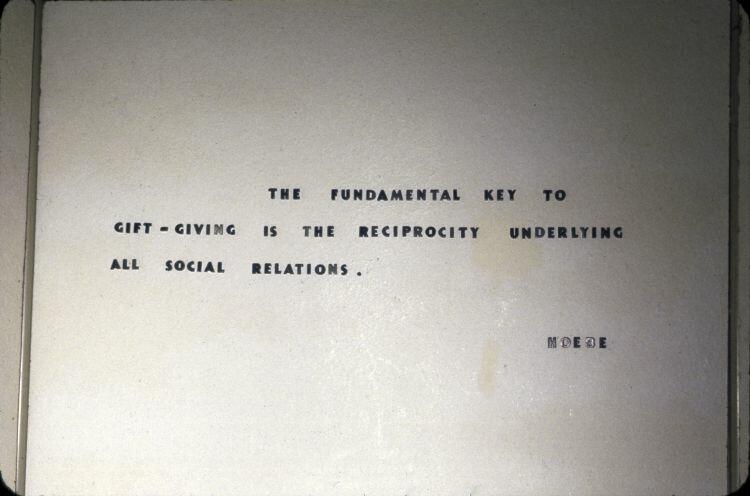 THE FUNDAMENTAL KEY TO
GIFT-GIVING IS THE RECIPROCITY UNDERLYING
ALL SOCIAL RELATIONS.